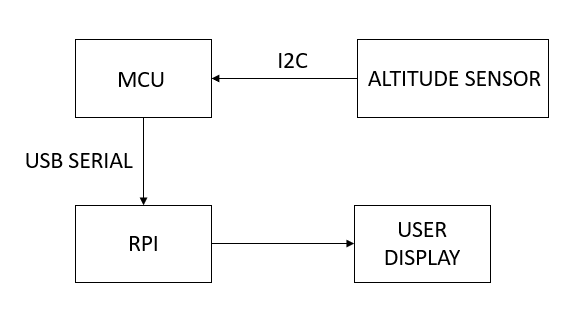 I2C
MCU
ALTITUDE SENSOR
USB SERIAL
RPI
USER
DISPLAY